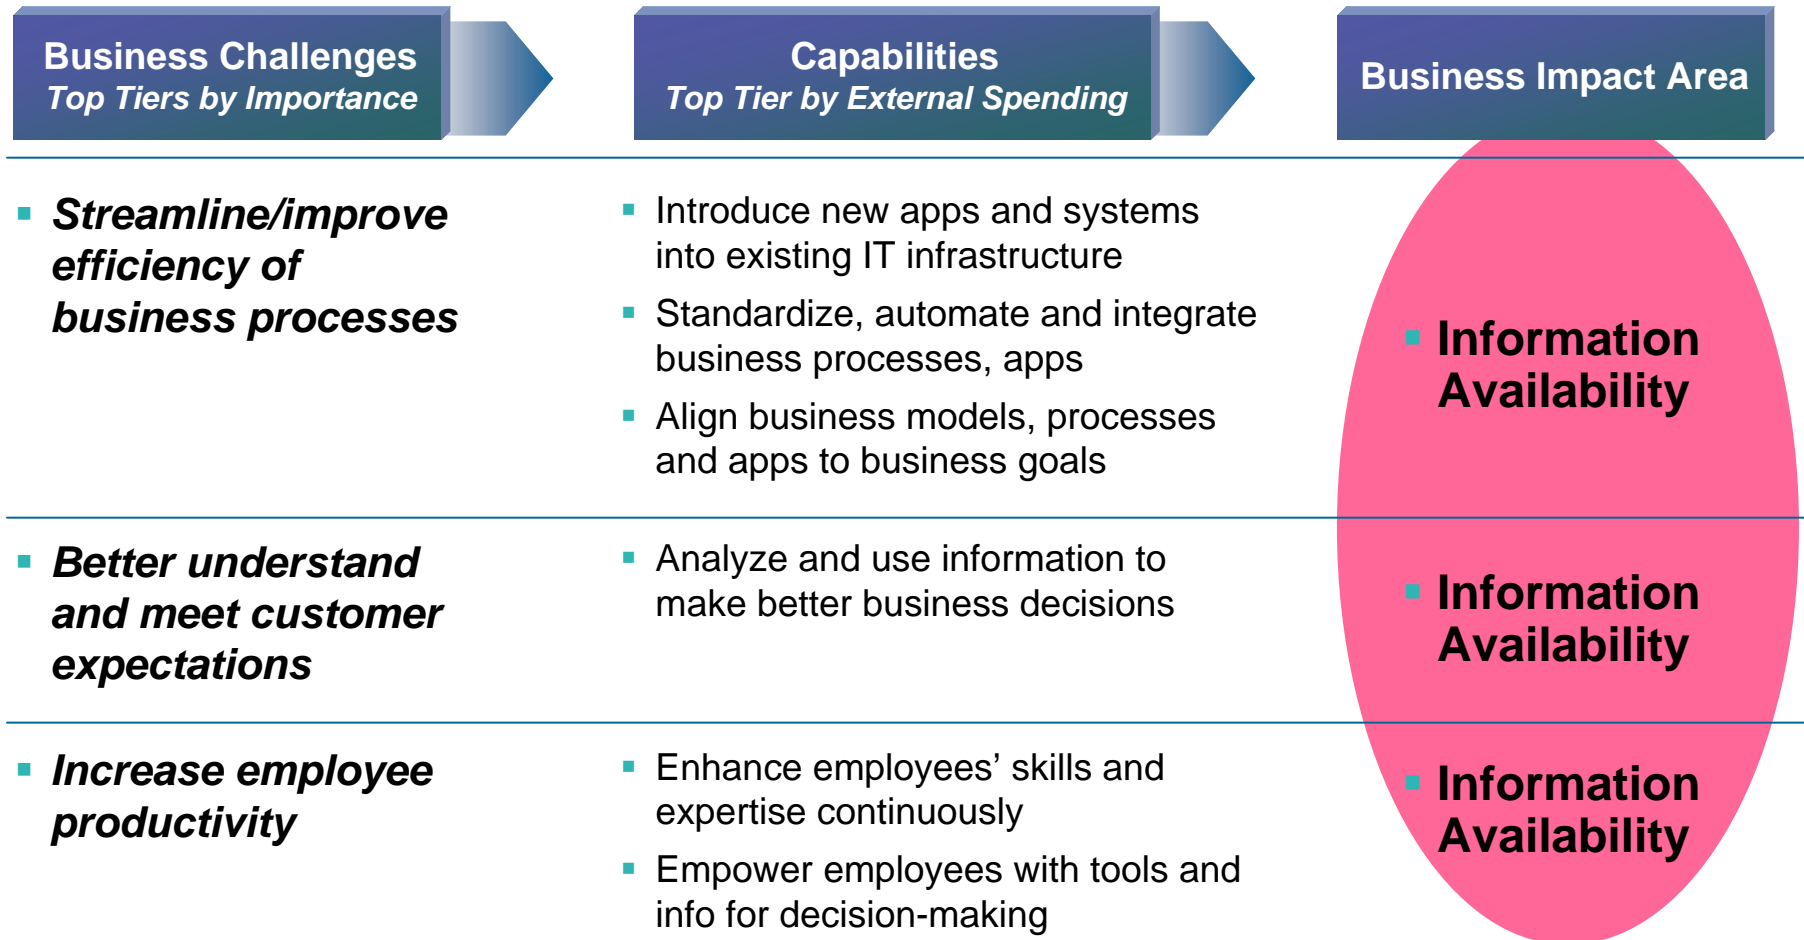 Business Challenges
Top Tiers by Importance
Capabilities
Top Tier by External Spending
Business Impact Area
▪ Streamline/improve
efficiency of
business processes
▪ Introduce new apps and systems
into existing IT infrastructure
▪ Standardize, automate and integrate
business processes, apps
▪ Align business models, processes
and apps to business goals
▪ Information
Availability
▪ Better understand
and meet customer
expectations
▪ Analyze and use information to
make better business decisions
▪ Information
Availability
▪ Increase employee
productivity
▪ Enhance employees’ skills and
expertise continuously
▪ Empower employees with tools and
info for decision-making
▪ Information
Availability